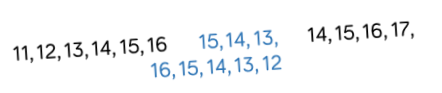 11, 12, 13, 14, 15, 16 15, 14, 13, 14, 15, 16, 17,
16, 15, 14, 13, 12